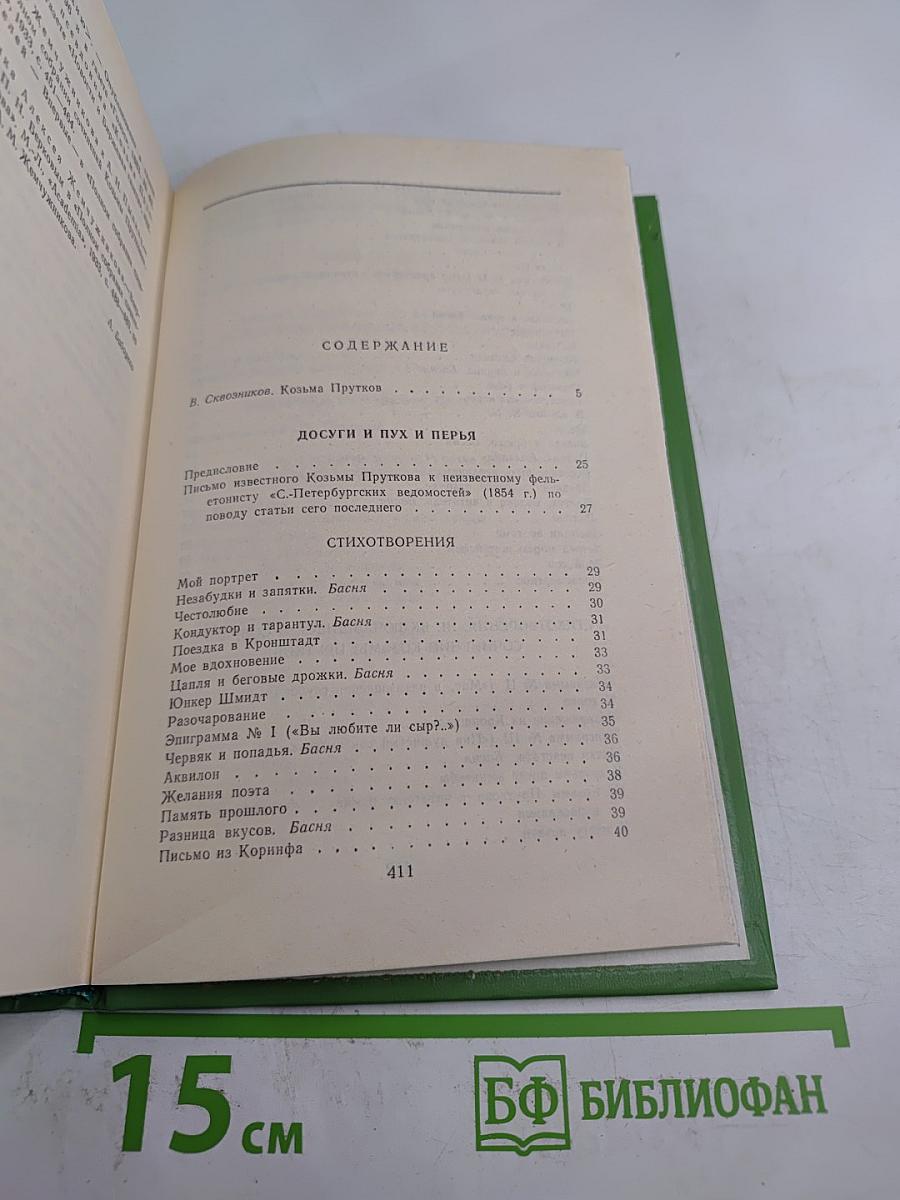 СОДЕРЖАНИЕ
В. Сквозников. Козьма Прутков . . . . . . . . . . 5
ДОСУГИ И ПУХ И ПЕРЬЯ
Предисловие . . . . . . . . . . . . . . . . . 25
Письмо известного Козьмы Пруткова к неизвестному фель-
етонисту «С.-Петербургских ведомостей» (1854 г.) по
поводу статьи сего последнего . . . . . . . . . . 27
СТИХОТВОРЕНИЯ
Мой портрет . . . . . . . . . . . . . . . . . 29
Незабудки и запятки. Басня . . . . . . . . . . . 29
Честолюбие . . . . . . . . . . . . . . . . . 30
Кондуктор и тарантул. Басня . . . . . . . . . . 31
Поездка в Кронштадт . . . . . . . . . . . . . 31
Мое вдохновение . . . . . . . . . . . . . . . 33
Цапля и беговые дрожки. Басня . . . . . . . . . 33
Юнкер Шмидт . . . . . . . . . . . . . . . . 34
Разочарование . . . . . . . . . . . . . . . . 34
Эпиграмма № I («Вы любите ли сыр?..») 35
Червяк и попадья. Басня . . . . . . . . . . . . 36
Аквилон . . . . . . . . . . . . . . . . . . . 36
Желания поэта . . . . . . . . . . . . . . . . 38
Память прошлого . . . . . . . . . . . . . . . 39
Разница вкусов. Басня . . . . . . . . . . . . . 39
Письмо из Коринфа . . . . . . . . . . . . . . 40
411
15 см
БФ БИБЛИОФАН